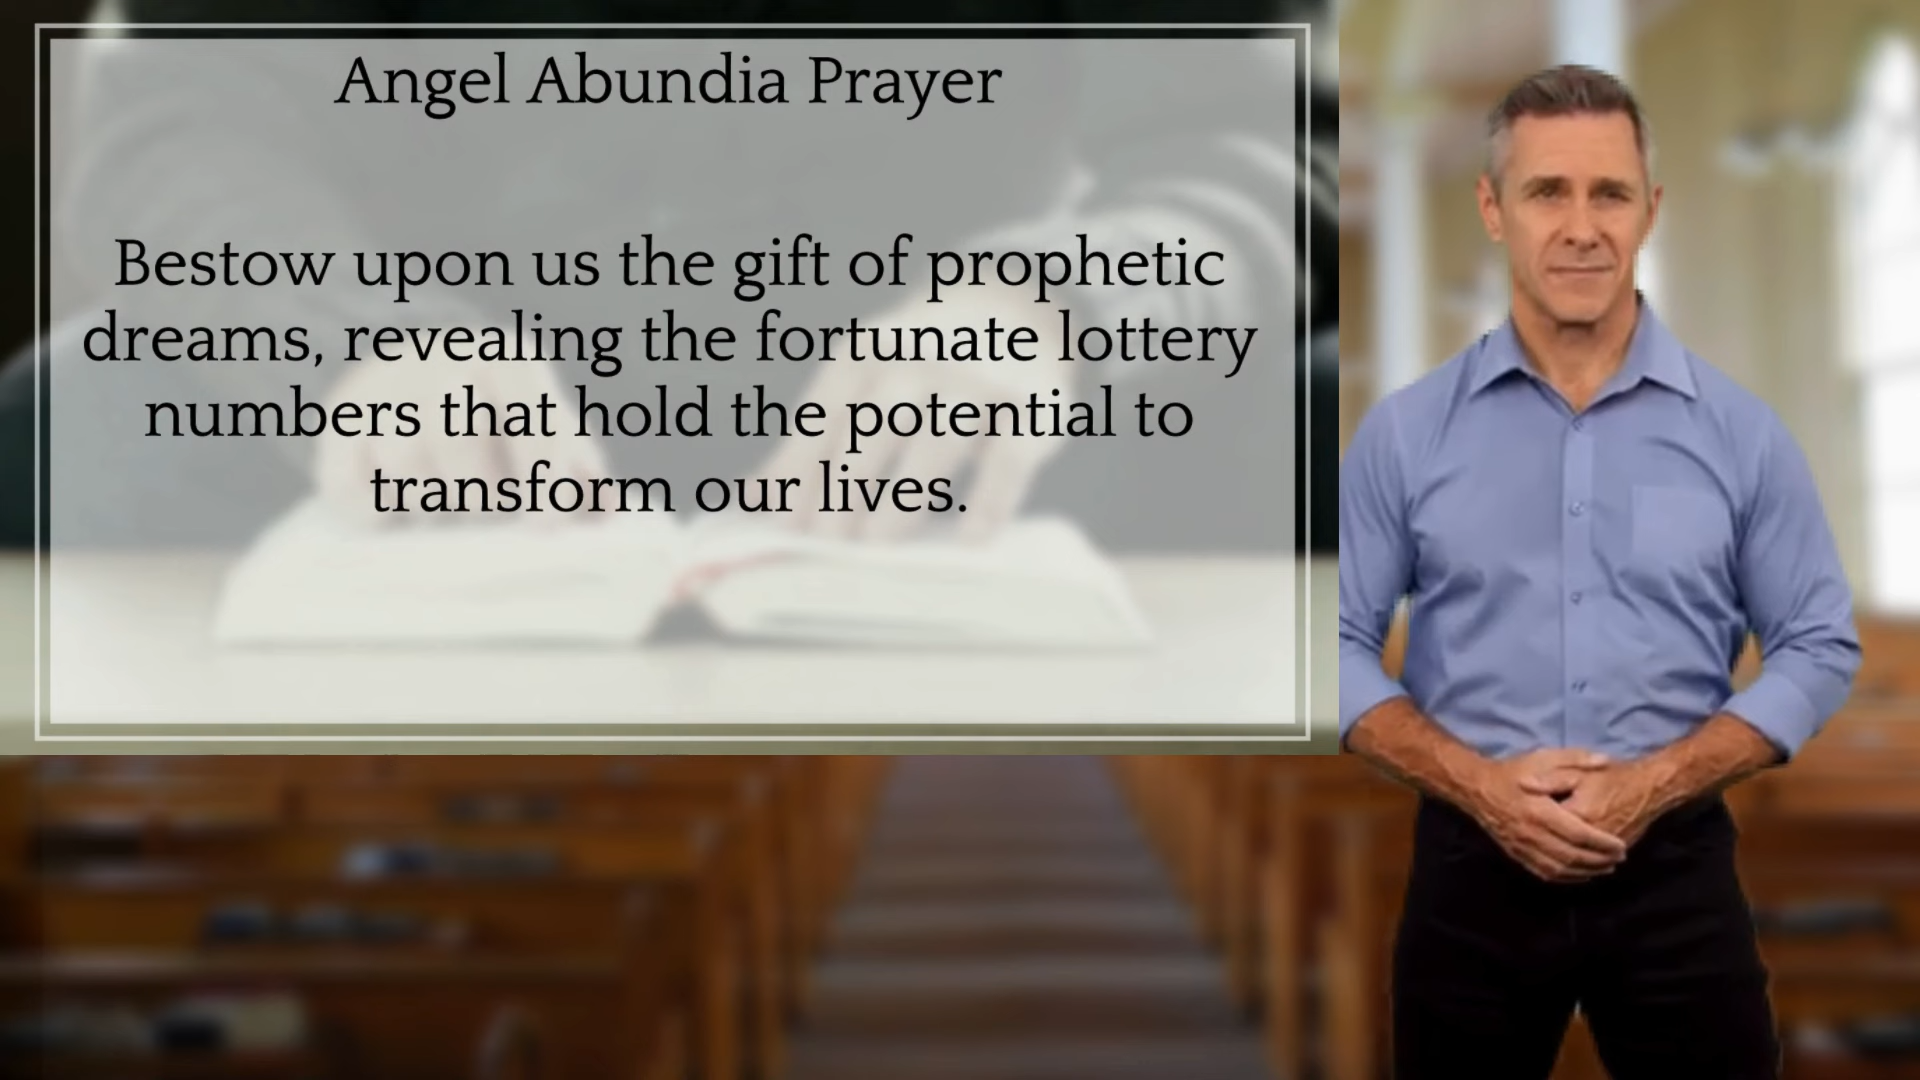 Angel Abundia Prayer
Bestow upon us the gift of prophetic
dreams, revealing the fortunate lottery
numbers that hold the potential to
transform our lives.